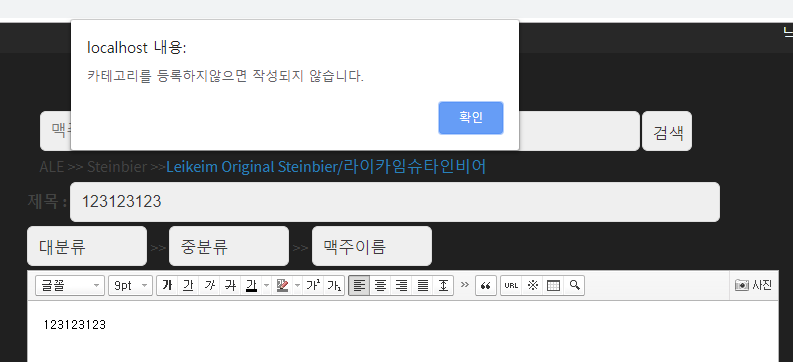 localhost 내용:
카테고리를 등록하지않으면 작성되지 않습니다.
확인
검색
ALE >> Steinbier >>Leikeim Original Steinbier/라이카임슈타인비어
제목 : 123123123
대분류 >> 중분류 >> 맥주이름
글꼴 9pt 가 가 가 가 가 가² 가₂ >> “ URL ※ 사진
123123123